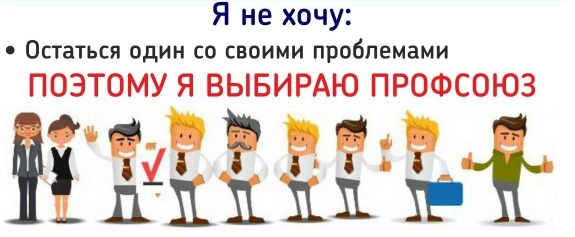 Я не хочу:
• Остаться один со своими проблемами
ПОЭТОМУ Я ВЫБИРАЮ ПРОФСОЮЗ